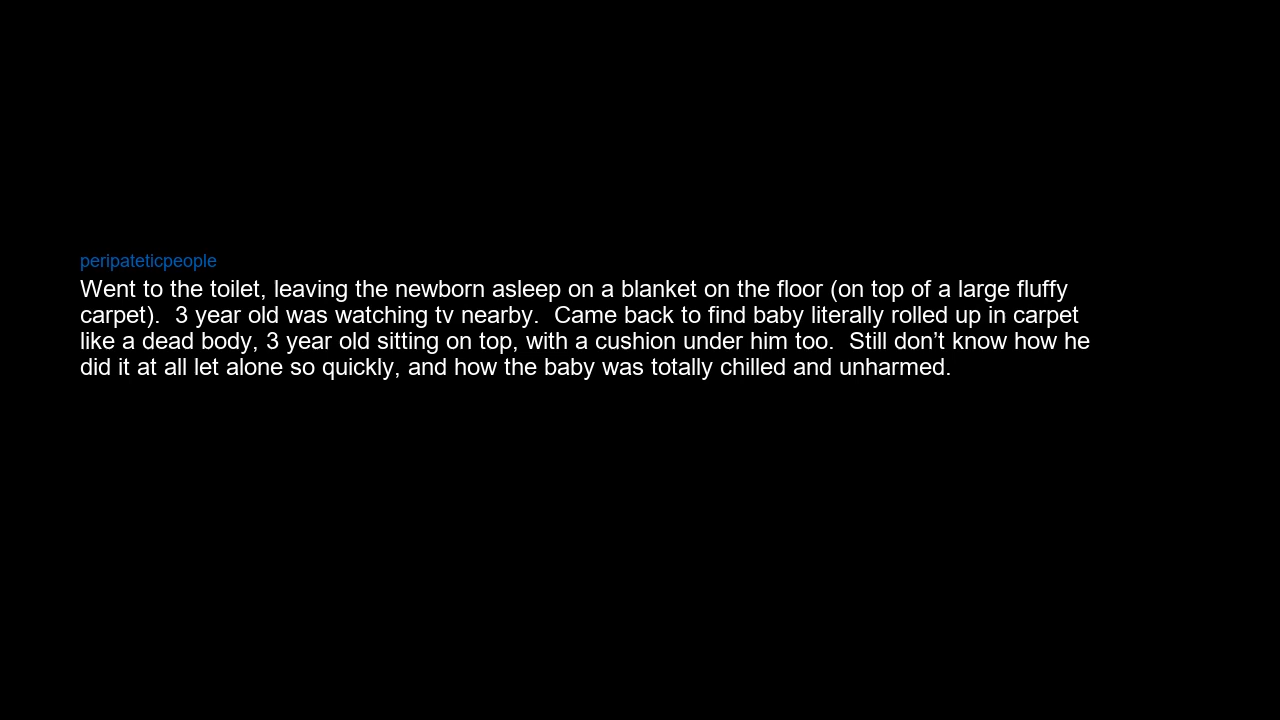 peripateticpeople
Went to the toilet, leaving the newborn asleep on a blanket on the floor (on top of a large fluffy
carpet).  3 year old was watching tv nearby.  Came back to find baby literally rolled up in carpet
like a dead body, 3 year old sitting on top, with a cushion under him too.  Still don’t know how he
did it at all let alone so quickly, and how the baby was totally chilled and unharmed.